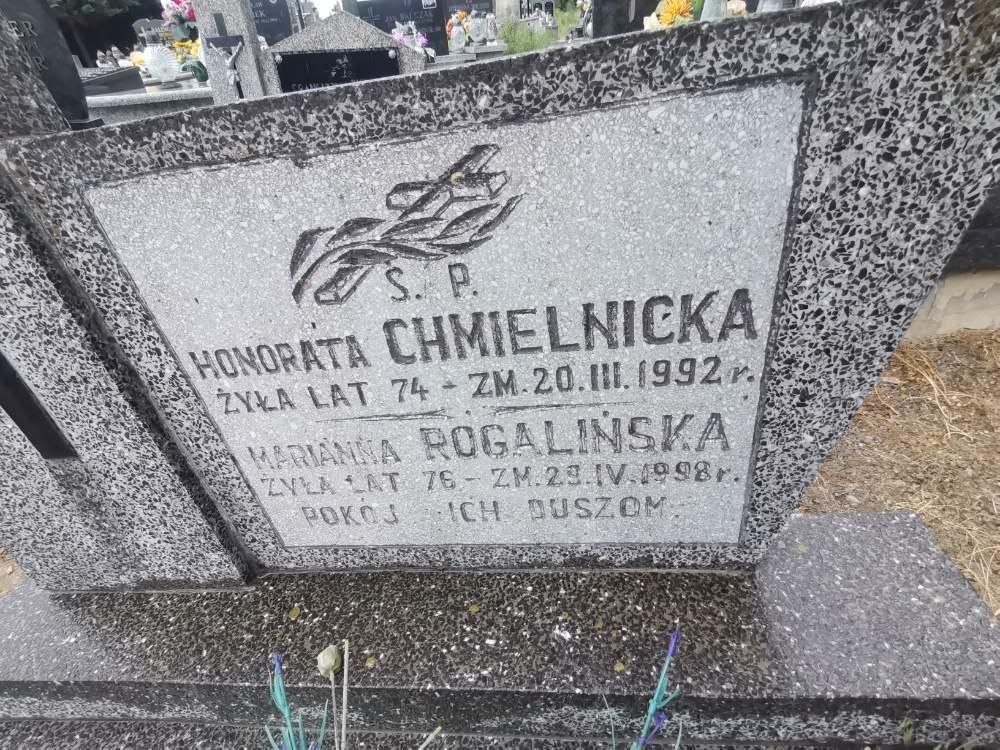 Ś. P.
HONORATA CHMIELNICKA
ŻYŁA LAT 74 - ZM. 20.III.1992 r.
MARIANNA ROGALIŃSKA
ŻYŁA LAT 76 - ZM. 29.IV.1998 r.
POKÓJ ICH DUSZOM.